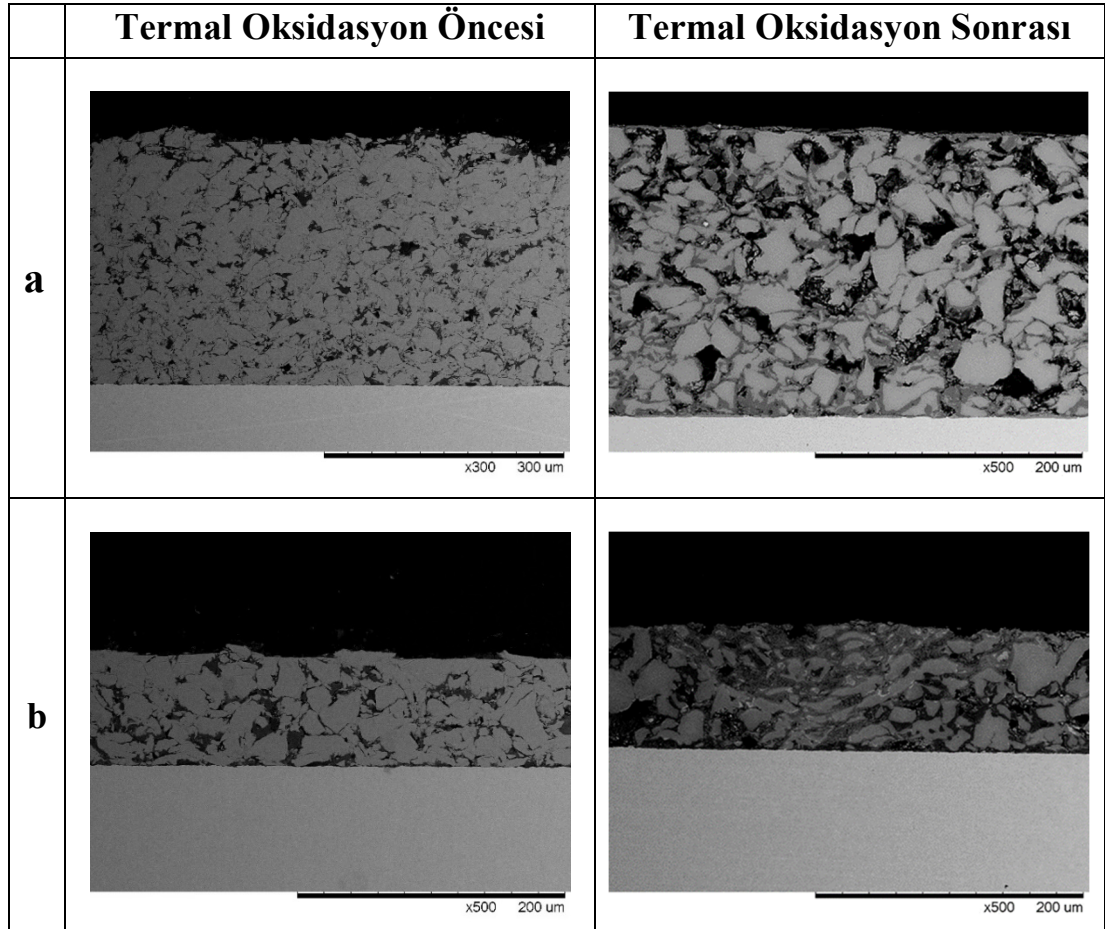 Termal Oksidasyon Öncesi Termal Oksidasyon Sonrası
a
x300 300 um x500 200 um
b
x500 200 um x500 200 um